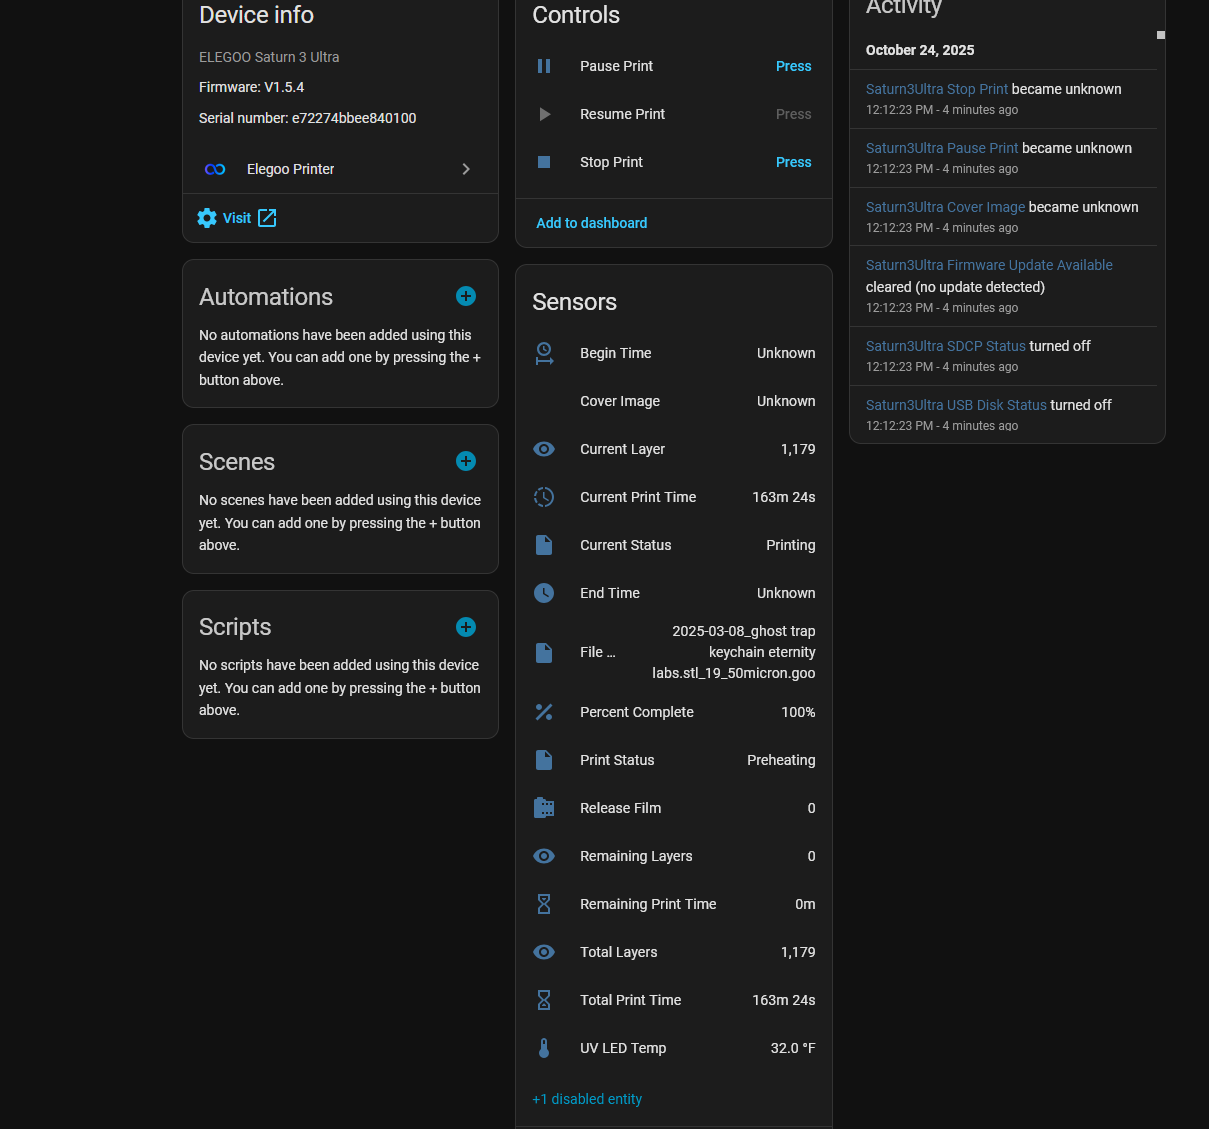 Device info
ELEGOO Saturn 3 Ultra
Firmware: V1.5.4
Serial number: e72274bbee840100
Elegoo Printer
Visit
Automations
No automations have been added using this
device yet. You can add one by pressing the +
button above.
Scenes
No scenes have been added using this device
yet. You can add one by pressing the + button
above.
Scripts
No scripts have been added using this device
yet. You can add one by pressing the + button
above.
Controls
Pause Print Press
Resume Print Press
Stop Print Press
Add to dashboard
Sensors
Begin Time Unknown
Cover Image Unknown
Current Layer 1,179
Current Print Time 163m 24s
Current Status Printing
End Time Unknown
2025-03-08_ghost trap
File ... keychain eternity
labs.stl_19_50micron.goo
Percent Complete 100%
Print Status Preheating
Release Film 0
Remaining Layers 0
Remaining Print Time 0m
Total Layers 1,179
Total Print Time 163m 24s
UV LED Temp 32.0 °F
+1 disabled entity
Activity
October 24, 2025
Saturn3Ultra Stop Print became unknown
12:12:23 PM - 4 minutes ago
Saturn3Ultra Pause Print became unknown
12:12:23 PM - 4 minutes ago
Saturn3Ultra Cover Image became unknown
12:12:23 PM - 4 minutes ago
Saturn3Ultra Firmware Update Available
cleared (no update detected)
12:12:23 PM - 4 minutes ago
Saturn3Ultra SDCP Status turned off
12:12:23 PM - 4 minutes ago
Saturn3Ultra USB Disk Status turned off
12:12:23 PM - 4 minutes ago